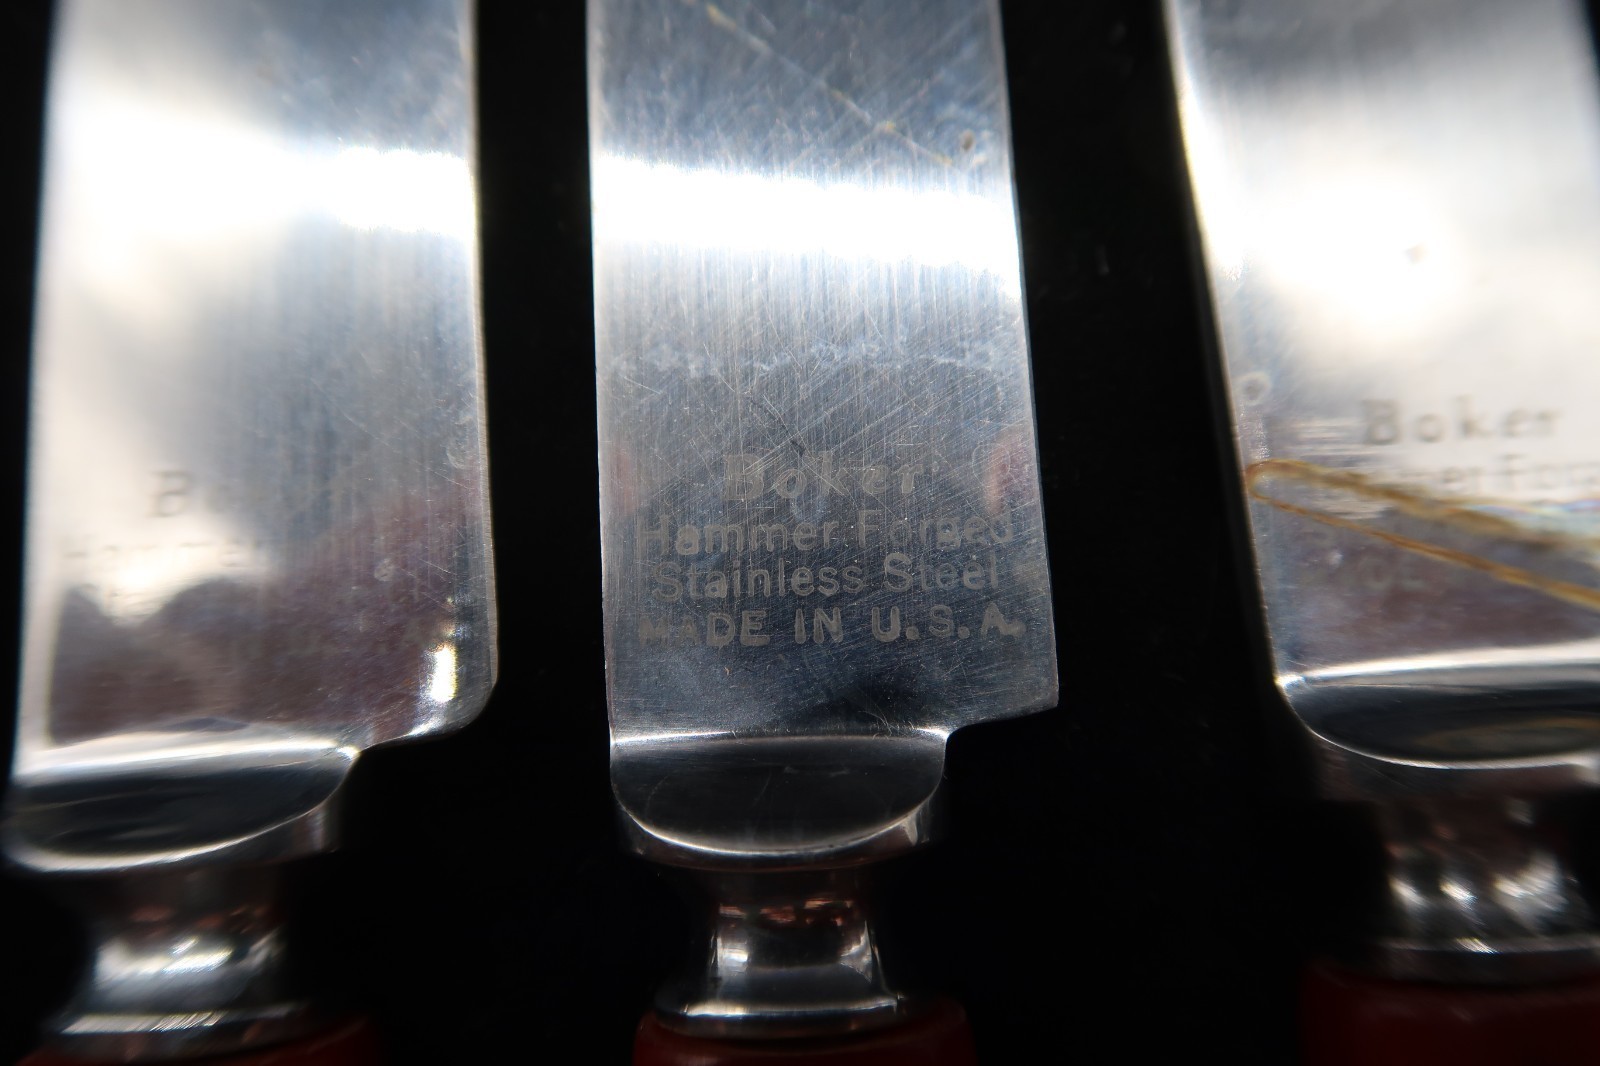 Boker
Hammer Forged
Stainless Steel
MADE IN U.S.A.
Boker